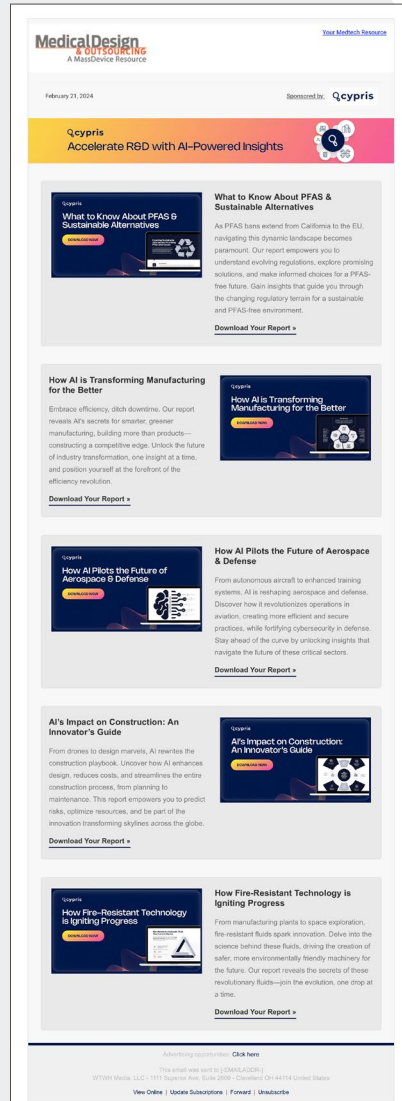 Medical Design
& OUTSOURCING
A MassDevice Resource
Your Medtech Resource
February 21, 2024
Sponsored by:
cypris
cypris
Accelerate R&D with AI-Powered Insights
cypris
What to Know About PFAS &
Sustainable Alternatives
DOWNLOAD NOW
What to Know About PFAS &
Sustainable Alternatives
As PFAS bans extend from California to the EU,
navigating this dynamic landscape becomes
paramount. Our report empowers you to
understand evolving regulations, explore promising
solutions, and make informed choices for a PFAS-
free future. Gain insights that guide you through
the changing regulatory terrain for a sustainable
and PFAS-free environment.
Download Your Report »
How AI is Transforming Manufacturing
for the Better
Embrace efficiency, ditch downtime. Our report
reveals AI's secrets for smarter, greener
manufacturing, building more than products—
constructing a competitive edge. Unlock the future
of industry transformation, one insight at a time,
and position yourself at the forefront of the
efficiency revolution.
Download Your Report »
cypris
How AI is Transforming
Manufacturing for the Better
DOWNLOAD NOW
cypris
How AI Pilots the Future of
Aerospace & Defense
DOWNLOAD NOW
How AI Pilots the Future of Aerospace
& Defense
From autonomous aircraft to enhanced training
systems, AI is reshaping aerospace and defense.
Discover how it revolutionizes operations in
aviation, creating more efficient and secure
practices, while fortifying cybersecurity in defense.
Stay ahead of the curve by unlocking insights that
navigate the future of these critical sectors.
Download Your Report »
AI's Impact on Construction: An
Innovator's Guide
From drones to design marvels, AI rewrites the
construction playbook. Uncover how AI enhances
design, reduces costs, and streamlines the entire
construction process, from planning to
maintenance. This report empowers you to predict
risks, optimize resources, and be part of the
innovation transforming skylines across the globe.
Download Your Report »
cypris
AI's Impact on Construction:
An Innovator's Guide
DOWNLOAD NOW
cypris
How Fire-Resistant Technology
is Igniting Progress
DOWNLOAD NOW
How Fire-Resistant Technology is
Igniting Progress
From manufacturing plants to space exploration,
fire-resistant fluids spark innovation. Delve into the
science behind these fluids, driving the creation of
safer, more environmentally friendly machinery for
the future. Our report reveals the secrets of these
revolutionary fluids—join the evolution, one drop at
a time.
Download Your Report »
Advertising opportunities: Click here
This email was sent to {-EMAILADDR-}
WTWH Media, LLC - 1111 Superior Ave, Suite 2600 - Cleveland OH 44114 United States
View Online | Update Subscriptions | Forward | Unsubscribe